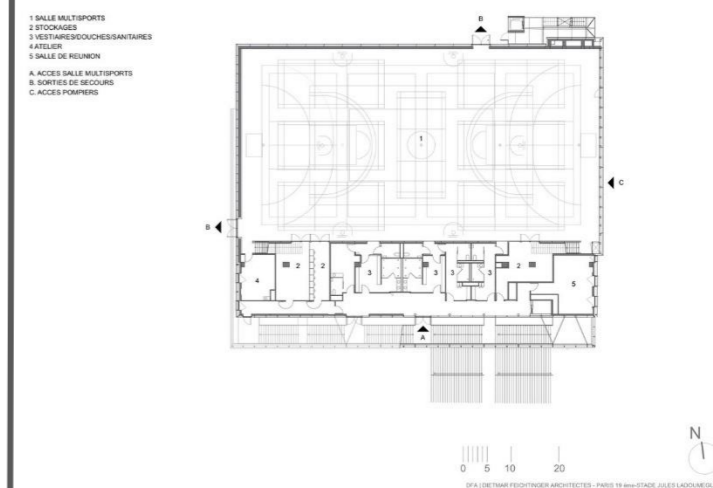 1 SALLE MULTISPORTS
2 STOCKAGES
3 VESTIAIRES/DOUCHES/SANITAIRES
4 ATELIER
5 SALLE DE REUNION
A. ACCES SALLE MULTISPORTS
B. SORTIES DE SECOURS
C. ACCES POMPIERS
B
1
C
B
2
2
3
3
3
3
2
4
5
A
N
0 5 10 20
DFA | DIETMAR FEICHTINGER ARCHITECTES - PARIS 19 ème-STADE JULES LADOUMEGUE